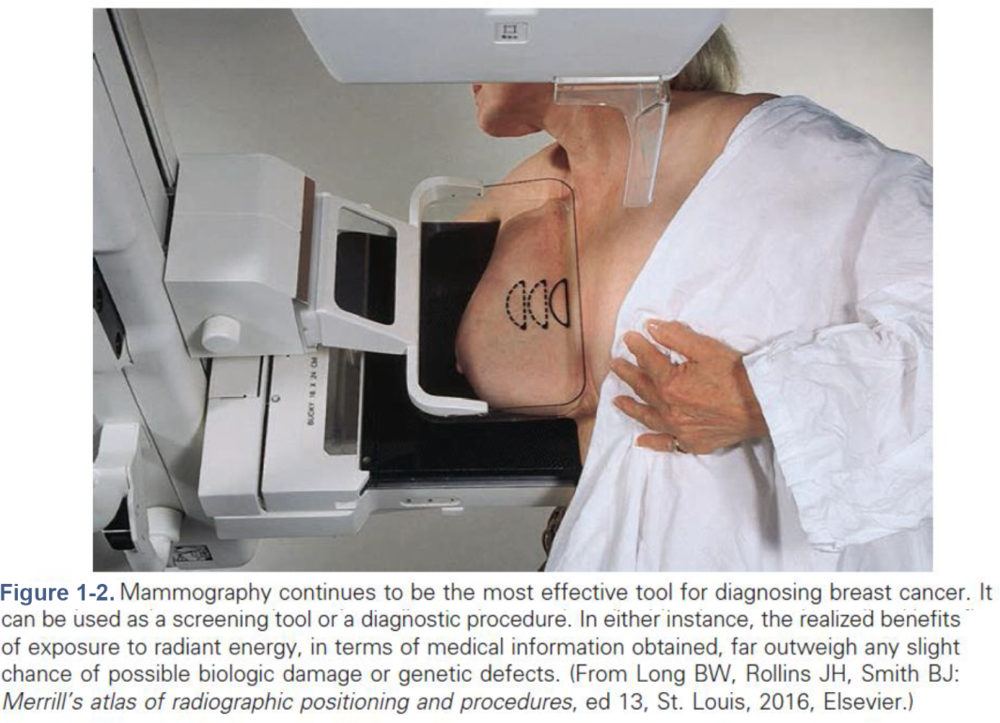 BUCKY 18 X 24 CM
Figure 1-2. Mammography continues to be the most effective tool for diagnosing breast cancer. It
can be used as a screening tool or a diagnostic procedure. In either instance, the realized benefits
of exposure to radiant energy, in terms of medical information obtained, far outweigh any slight
chance of possible biologic damage or genetic defects. (From Long BW, Rollins JH, Smith BJ:
Merrill's atlas of radiographic positioning and procedures, ed 13, St. Louis, 2016, Elsevier.)